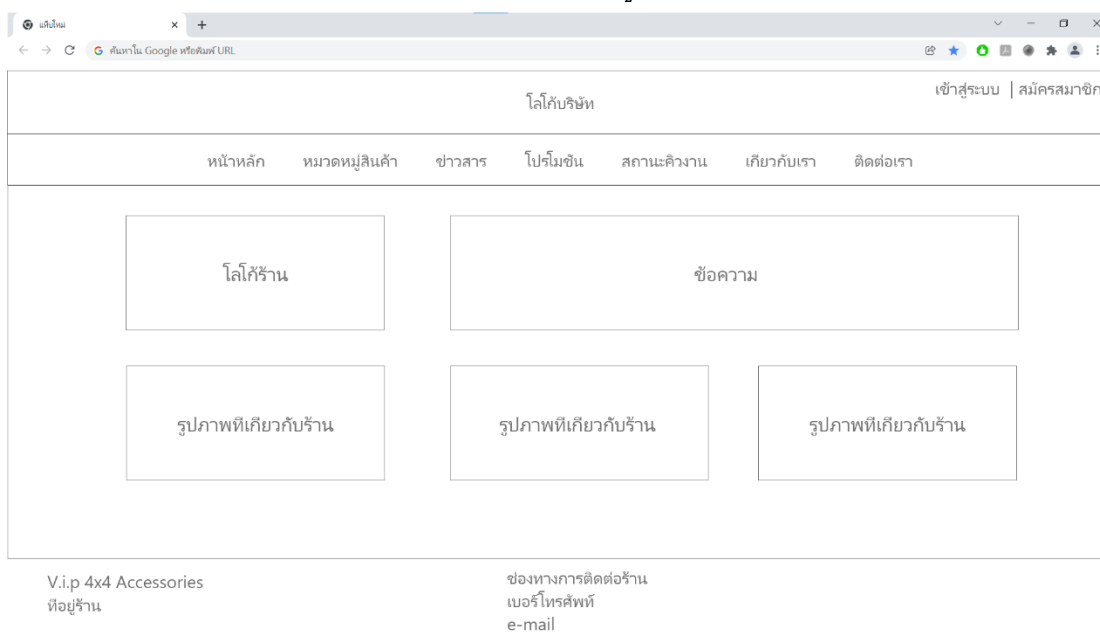 แท็บใหม่
ค้นหาใน Google หรือพิมพ์ URL
เข้าสู่ระบบ | สมัครสมาชิก
โลโก้บริษัท
หน้าหลัก หมวดหมู่สินค้า ข่าวสาร โปรโมชัน สถานะคิวงาน เกียวกับเรา ติดต่อเรา
โลโก้ร้าน ข้อความ
รูปภาพทีเกียวกับร้าน รูปภาพทีเกียวกับร้าน รูปภาพทีเกียวกับร้าน
V.i.p 4x4 Accessories
ทีอยู่ร้าน
ช่องทางการติดต่อร้าน
เบอร์โทรศัพท์
e-mail